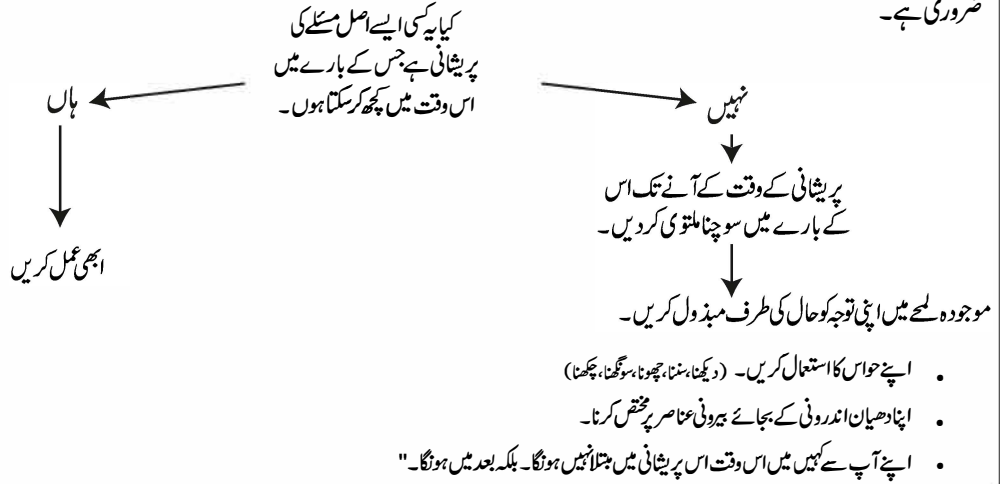 ضروری ہے۔
کیا یہ کسی ایسے اصل مسئلے کی
پریشانی ہے جس کے بارے میں
اس وقت میں کچھ کر سکتا ہوں۔
ہاں
ابھی عمل کریں
نہیں
پریشانی کے وقت کے آنے تک اس
کے بارے میں سوچنا ملتوی کر دیں۔
موجودہ لمحے میں اپنی توجہ کو حال کی طرف مبذول کریں۔
• اپنے حواس کا استعمال کریں۔ (دیکھنا، سننا، چھونا، سونگھنا، چکھنا)
• اپنا دھیان اندرونی کے بجائے بیرونی عناصر پر مختص کرنا۔
• اپنے آپ سے کہیں میں اس وقت اس پریشانی میں مبتلا نہیں ہونگا۔ بلکہ بعد میں ہونگا۔"